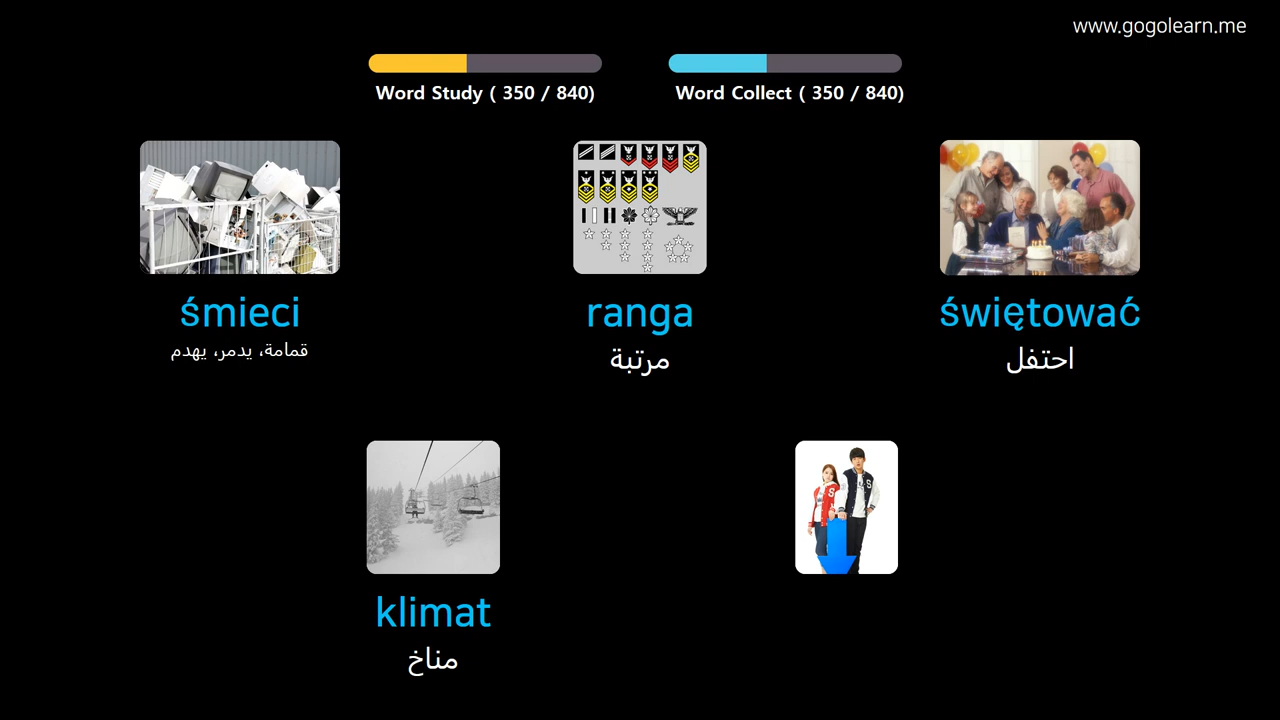 www.gogolearn.me
Word Study ( 350 / 840)
Word Collect ( 350 / 840)
śmieci
قمامة، يدمر، يهدم
ranga
مرتبة
świętować
احتفل
klimat
مناخ